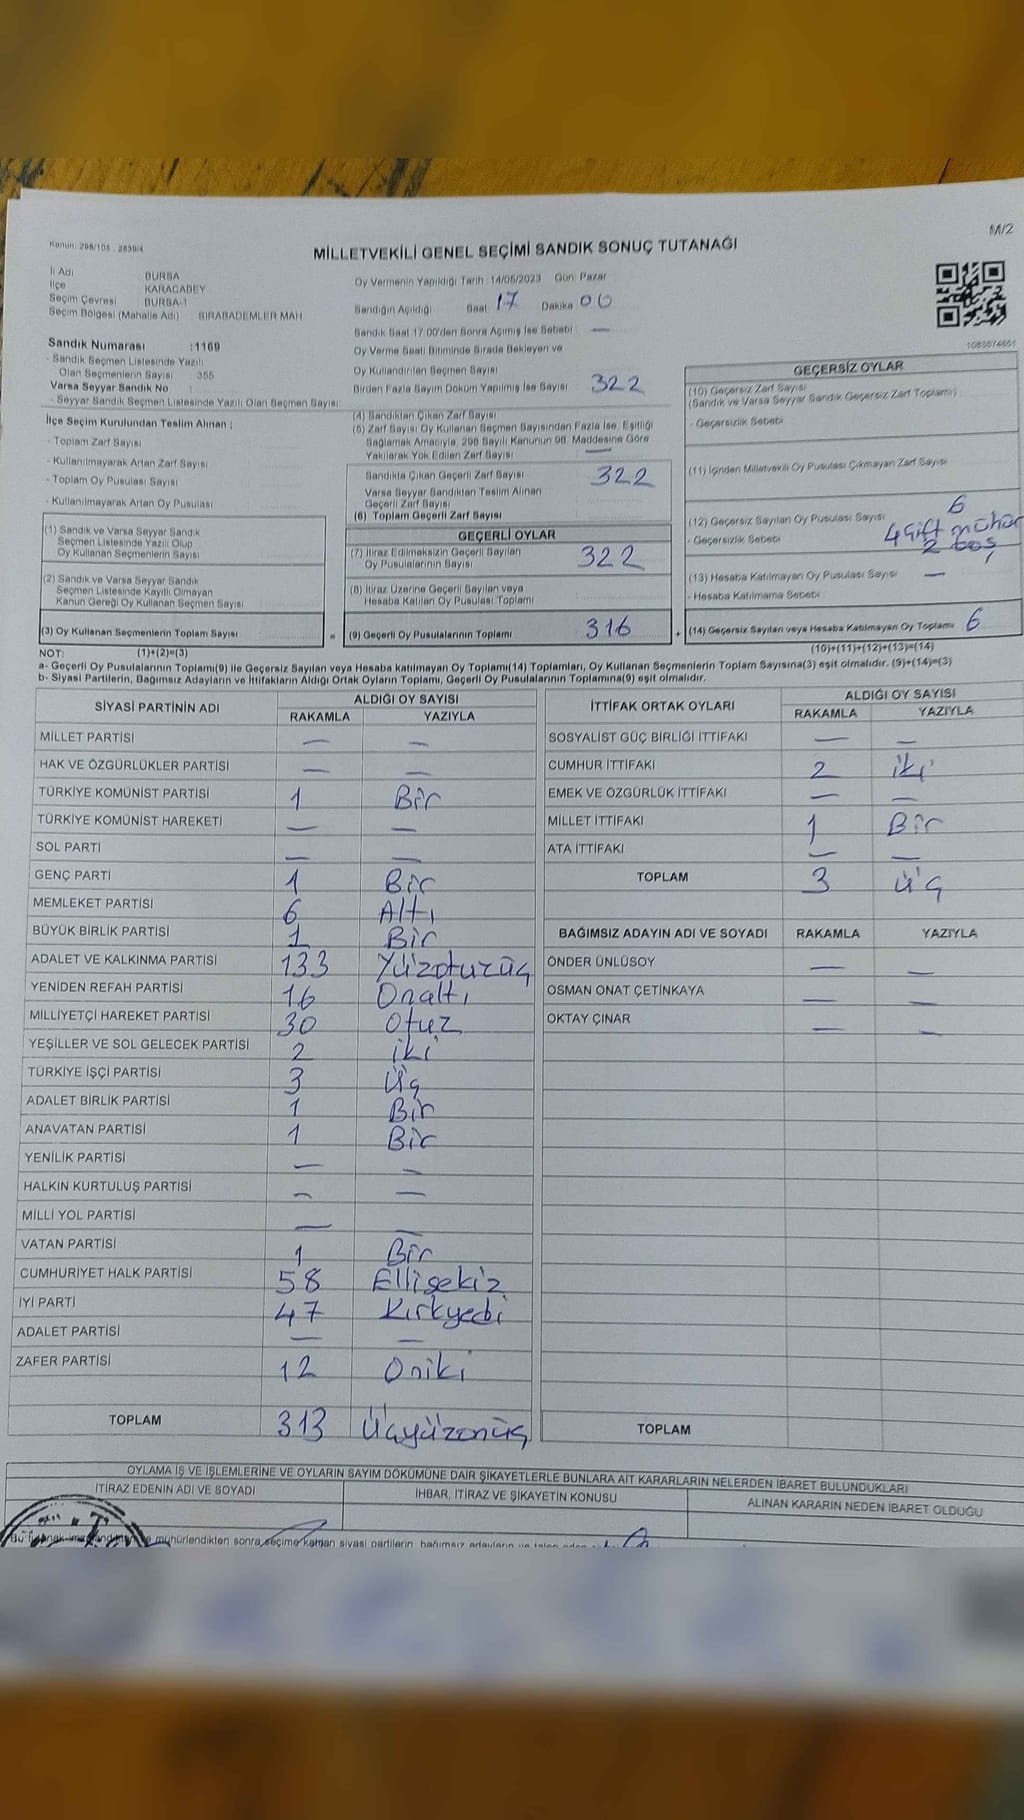 M/2
Kanun: 298/105 - 2839/4
MİLLETVEKİLİ GENEL SEÇİMİ SANDIK SONUÇ TUTANAĞI
İl Adı BURSA
İlçe KARACABEY
Seçim Çevresi BURSA-1
Seçim Bölgesi (Mahalle Adı) SIRABADEMLER MAH
Sandık Numarası :1169
- Sandık Seçmen Listesinde Yazılı
Olan Seçmenlerin Sayısı : 355
Varsa Seyyar Sandık No :
- Seyyar Sandık Seçmen Listesinde Yazılı Olan Seçmen Sayısı:
İlçe Seçim Kurulundan Teslim Alınan :
- Toplam Zarf Sayısı
- Kullanılmayarak Artan Zarf Sayısı
- Toplam Oy Pusulası Sayısı
- Kullanılmayarak Artan Oy Pusulası
(1) Sandık ve Varsa Seyyar Sandık
Seçmen Listesinde Yazılı Olup
Oy Kullanan Seçmenlerin Sayısı
(2) Sandık ve Varsa Seyyar Sandık
Seçmen Listesinde Kayıtlı Olmayan
Kanun Gereği Oy Kullanan Seçmen Sayısı
(3) Oy Kullanan Seçmenlerin Toplam Sayısı =
Oy Vermenin Yapıldığı Tarih :14/05/2023 Gün: Pazar
Sandığın Açıldığı Saat 17 Dakika 00
Sandık Saat 17.00'den Sonra Açımış İse Sebebi : —
Oy Verme Saati Bitiminde Sırada Bekleyen ve
Oy Kullandırılan Seçmen Sayısı
Birden Fazla Sayım Döküm Yapılmış İse Sayısı 322
(4) Sandıktan Çıkan Zarf Sayısı
(5) Zarf Sayısı Oy Kullanan Seçmen Sayısından Fazla İse, Eşitliği
Sağlamak Amacıyla, 298 Sayılı Kanunun 98. Maddesine Göre
Yakılarak Yok Edilen Zarf Sayısı —
Sandıkta Çıkan Geçerli Zarf Sayısı 322
Varsa Seyyar Sandıktan Teslim Alınan
Geçerli Zarf Sayısı
(6) Toplam Geçerli Zarf Sayısı
GEÇERLİ OYLAR
(7) İtiraz Edilmeksizin Geçerli Sayılan
Oy Pusulalarının Sayısı 322
(8) İtiraz Üzerine Geçerli Sayılan veya
Hesaba Katılan Oy Pusulası Toplamı
(9) Geçerli Oy Pusulalarının Toplamı 316 +
1083074661
GEÇERSİZ OYLAR
(10) Geçersiz Zarf Sayısı
(Sandık ve Varsa Seyyar Sandık Geçersiz Zarf Toplamı)
- Geçersizlik Sebebi
(11) İçinden Milletvekili Oy Pusulası Çıkmayan Zarf Sayısı
(12) Geçersiz Sayılan Oy Pusulası Sayısı 6
- Geçersizlik Sebebi 4 Çift mühür
2 boş
(13) Hesaba Katılmayan Oy Pusulası Sayısı —
- Hesaba Katılmama Sebebi :
(14) Geçersiz Sayılan veya Hesaba Katılmayan Oy Toplamı 6
NOT: (1)+(2)=(3) (10)+(11)+(12)+(13)=(14)
a- Geçerli Oy Pusulalarının Toplamı(9) ile Geçersiz Sayılan veya Hesaba katılmayan Oy Toplamı(14) Toplamları, Oy Kullanan Seçmenlerin Toplam Sayısına(3) eşit olmalıdır. (9)+(14)=(3)
b- Siyasi Partilerin, Bağımsız Adayların ve İttifakların Aldığı Ortak Oyların Toplamı, Geçerli Oy Pusulalarının Toplamına(9) eşit olmalıdır.
SİYASİ PARTİNİN ADI ALDIĞI OY SAYISI
RAKAMLA YAZIYLA
MİLLET PARTİSİ — —
HAK VE ÖZGÜRLÜKLER PARTİSİ — —
TÜRKİYE KOMÜNİST PARTİSİ 1 Bir
TÜRKİYE KOMÜNİST HAREKETİ — —
SOL PARTİ — —
GENÇ PARTİ 1 Bir
MEMLEKET PARTİSİ 6 Altı
BÜYÜK BİRLİK PARTİSİ 1 Bir
ADALET VE KALKINMA PARTİSİ 133 Yüzotuzüç
YENİDEN REFAH PARTİSİ 16 Onaltı
MİLLİYETÇİ HAREKET PARTİSİ 30 Otuz
YEŞİLLER VE SOL GELECEK PARTİSİ 2 İki
TÜRKİYE İŞÇİ PARTİSİ 3 Üç
ADALET BİRLİK PARTİSİ 1 Bir
ANAVATAN PARTİSİ 1 Bir
YENİLİK PARTİSİ — —
HALKIN KURTULUŞ PARTİSİ — —
MİLLİ YOL PARTİSİ — —
VATAN PARTİSİ 1 Bir
CUMHURİYET HALK PARTİSİ 58 Ellisekiz
İYİ PARTİ 47 Kırkyedi
ADALET PARTİSİ — —
ZAFER PARTİSİ 12 Oniki
TOPLAM 313 Üçyüzonüç
İTTİFAK ORTAK OYLARI ALDIĞI OY SAYISI
RAKAMLA YAZIYLA
SOSYALİST GÜÇ BİRLİĞİ İTTİFAKI — —
CUMHUR İTTİFAKI 2 iki
EMEK VE ÖZGÜRLÜK İTTİFAKI — —
MİLLET İTTİFAKI 1 Bir
ATA İTTİFAKI — —
TOPLAM 3 üç
BAĞIMSIZ ADAYIN ADI VE SOYADI RAKAMLA YAZIYLA
ÖNDER ÜNLÜSOY — —
OSMAN ONAT ÇETİNKAYA — —
OKTAY ÇINAR — —
TOPLAM
OYLAMA İŞ VE İŞLEMLERİNE VE OYLARIN SAYIM DÖKÜMÜNE DAİR ŞİKAYETLERLE BUNLARA AİT KARARLARIN NELERDEN İBARET BULUNDUKLARI
İTİRAZ EDENİN ADI VE SOYADI İHBAR, İTİRAZ VE ŞİKAYETİN KONUSU ALINAN KARARIN NEDEN İBARET OLDUĞU
mühürlendikten sonra seçime katılan siyasi partilerin, bağımsız adayların ve